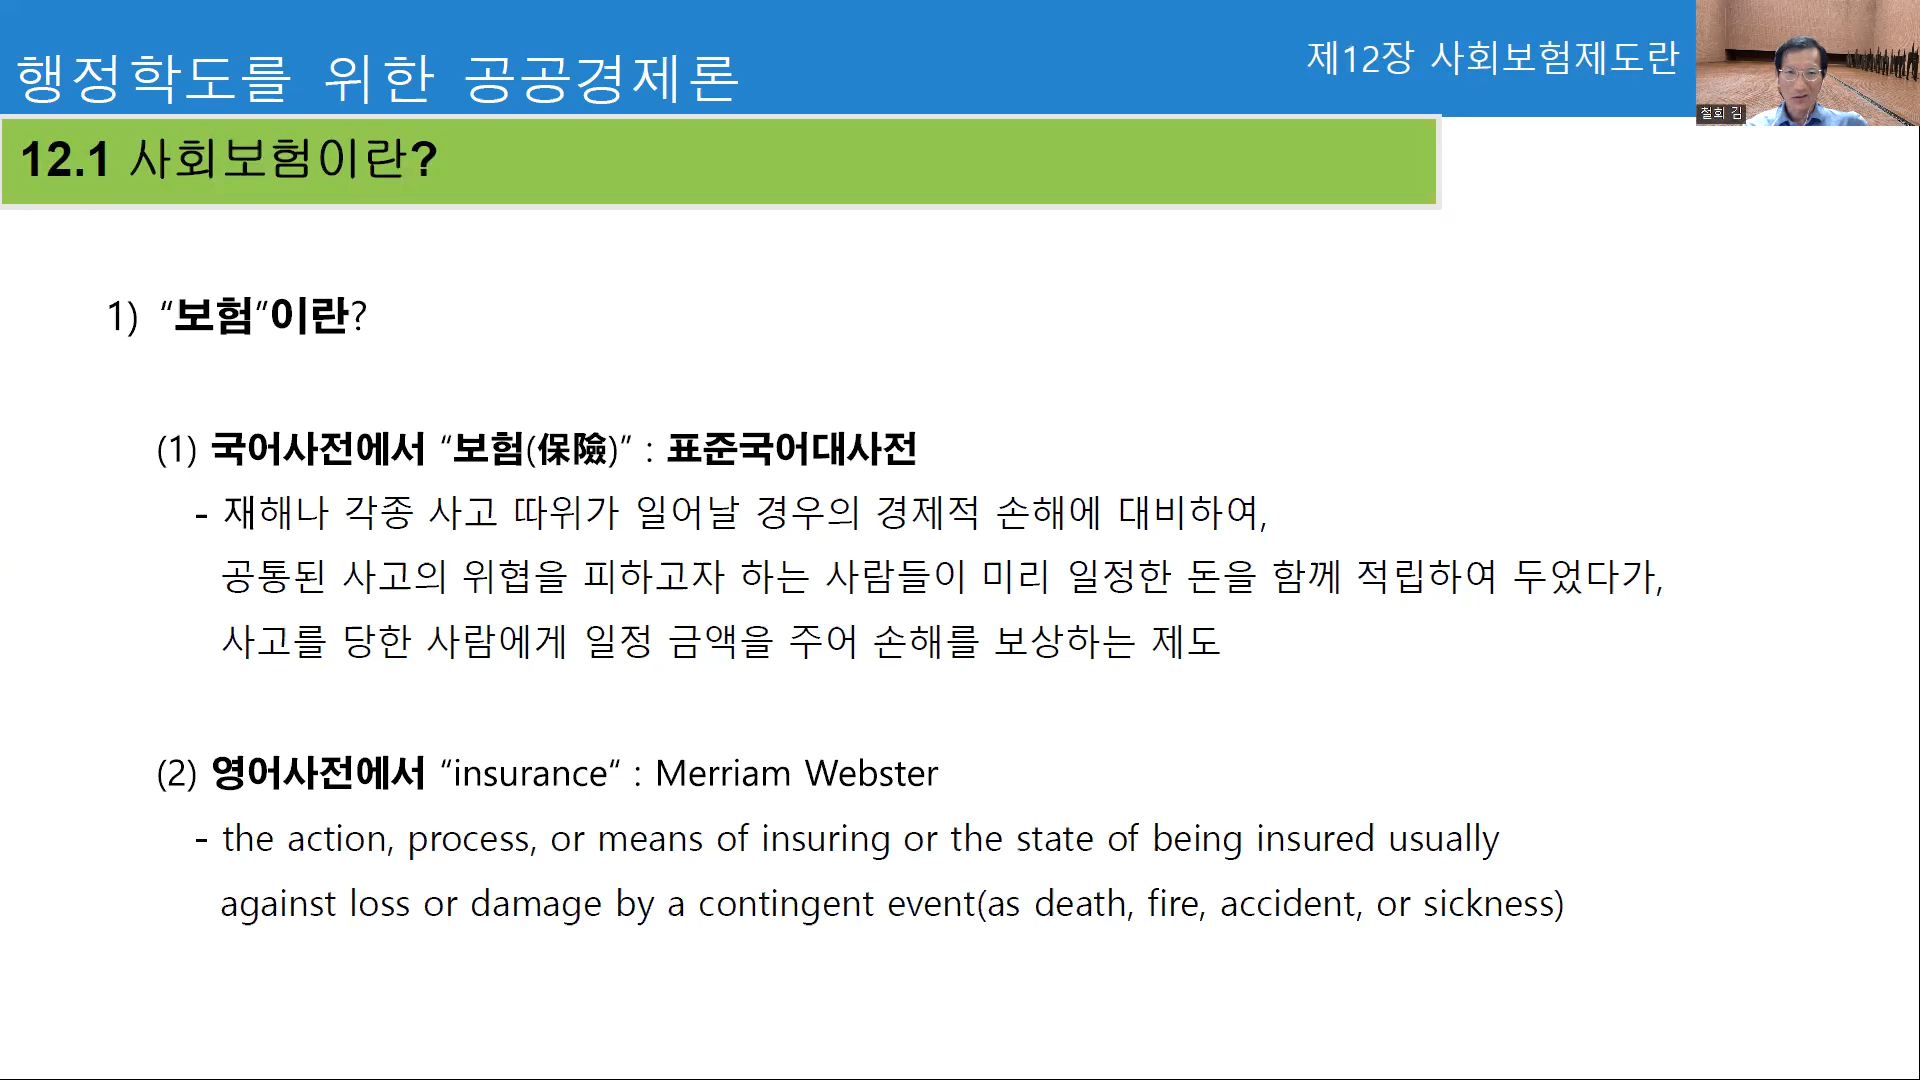 행정학도를 위한 공공경제론
제12장 사회보험제도란
철희 김
12.1 사회보험이란?
1) “보험”이란?
(1) 국어사전에서 “보험(保險)” : 표준국어대사전
- 재해나 각종 사고 따위가 일어날 경우의 경제적 손해에 대비하여,
공통된 사고의 위협을 피하고자 하는 사람들이 미리 일정한 돈을 함께 적립하여 두었다가,
사고를 당한 사람에게 일정 금액을 주어 손해를 보상하는 제도
(2) 영어사전에서 “insurance“ : Merriam Webster
- the action, process, or means of insuring or the state of being insured usually
against loss or damage by a contingent event(as death, fire, accident, or sickness)